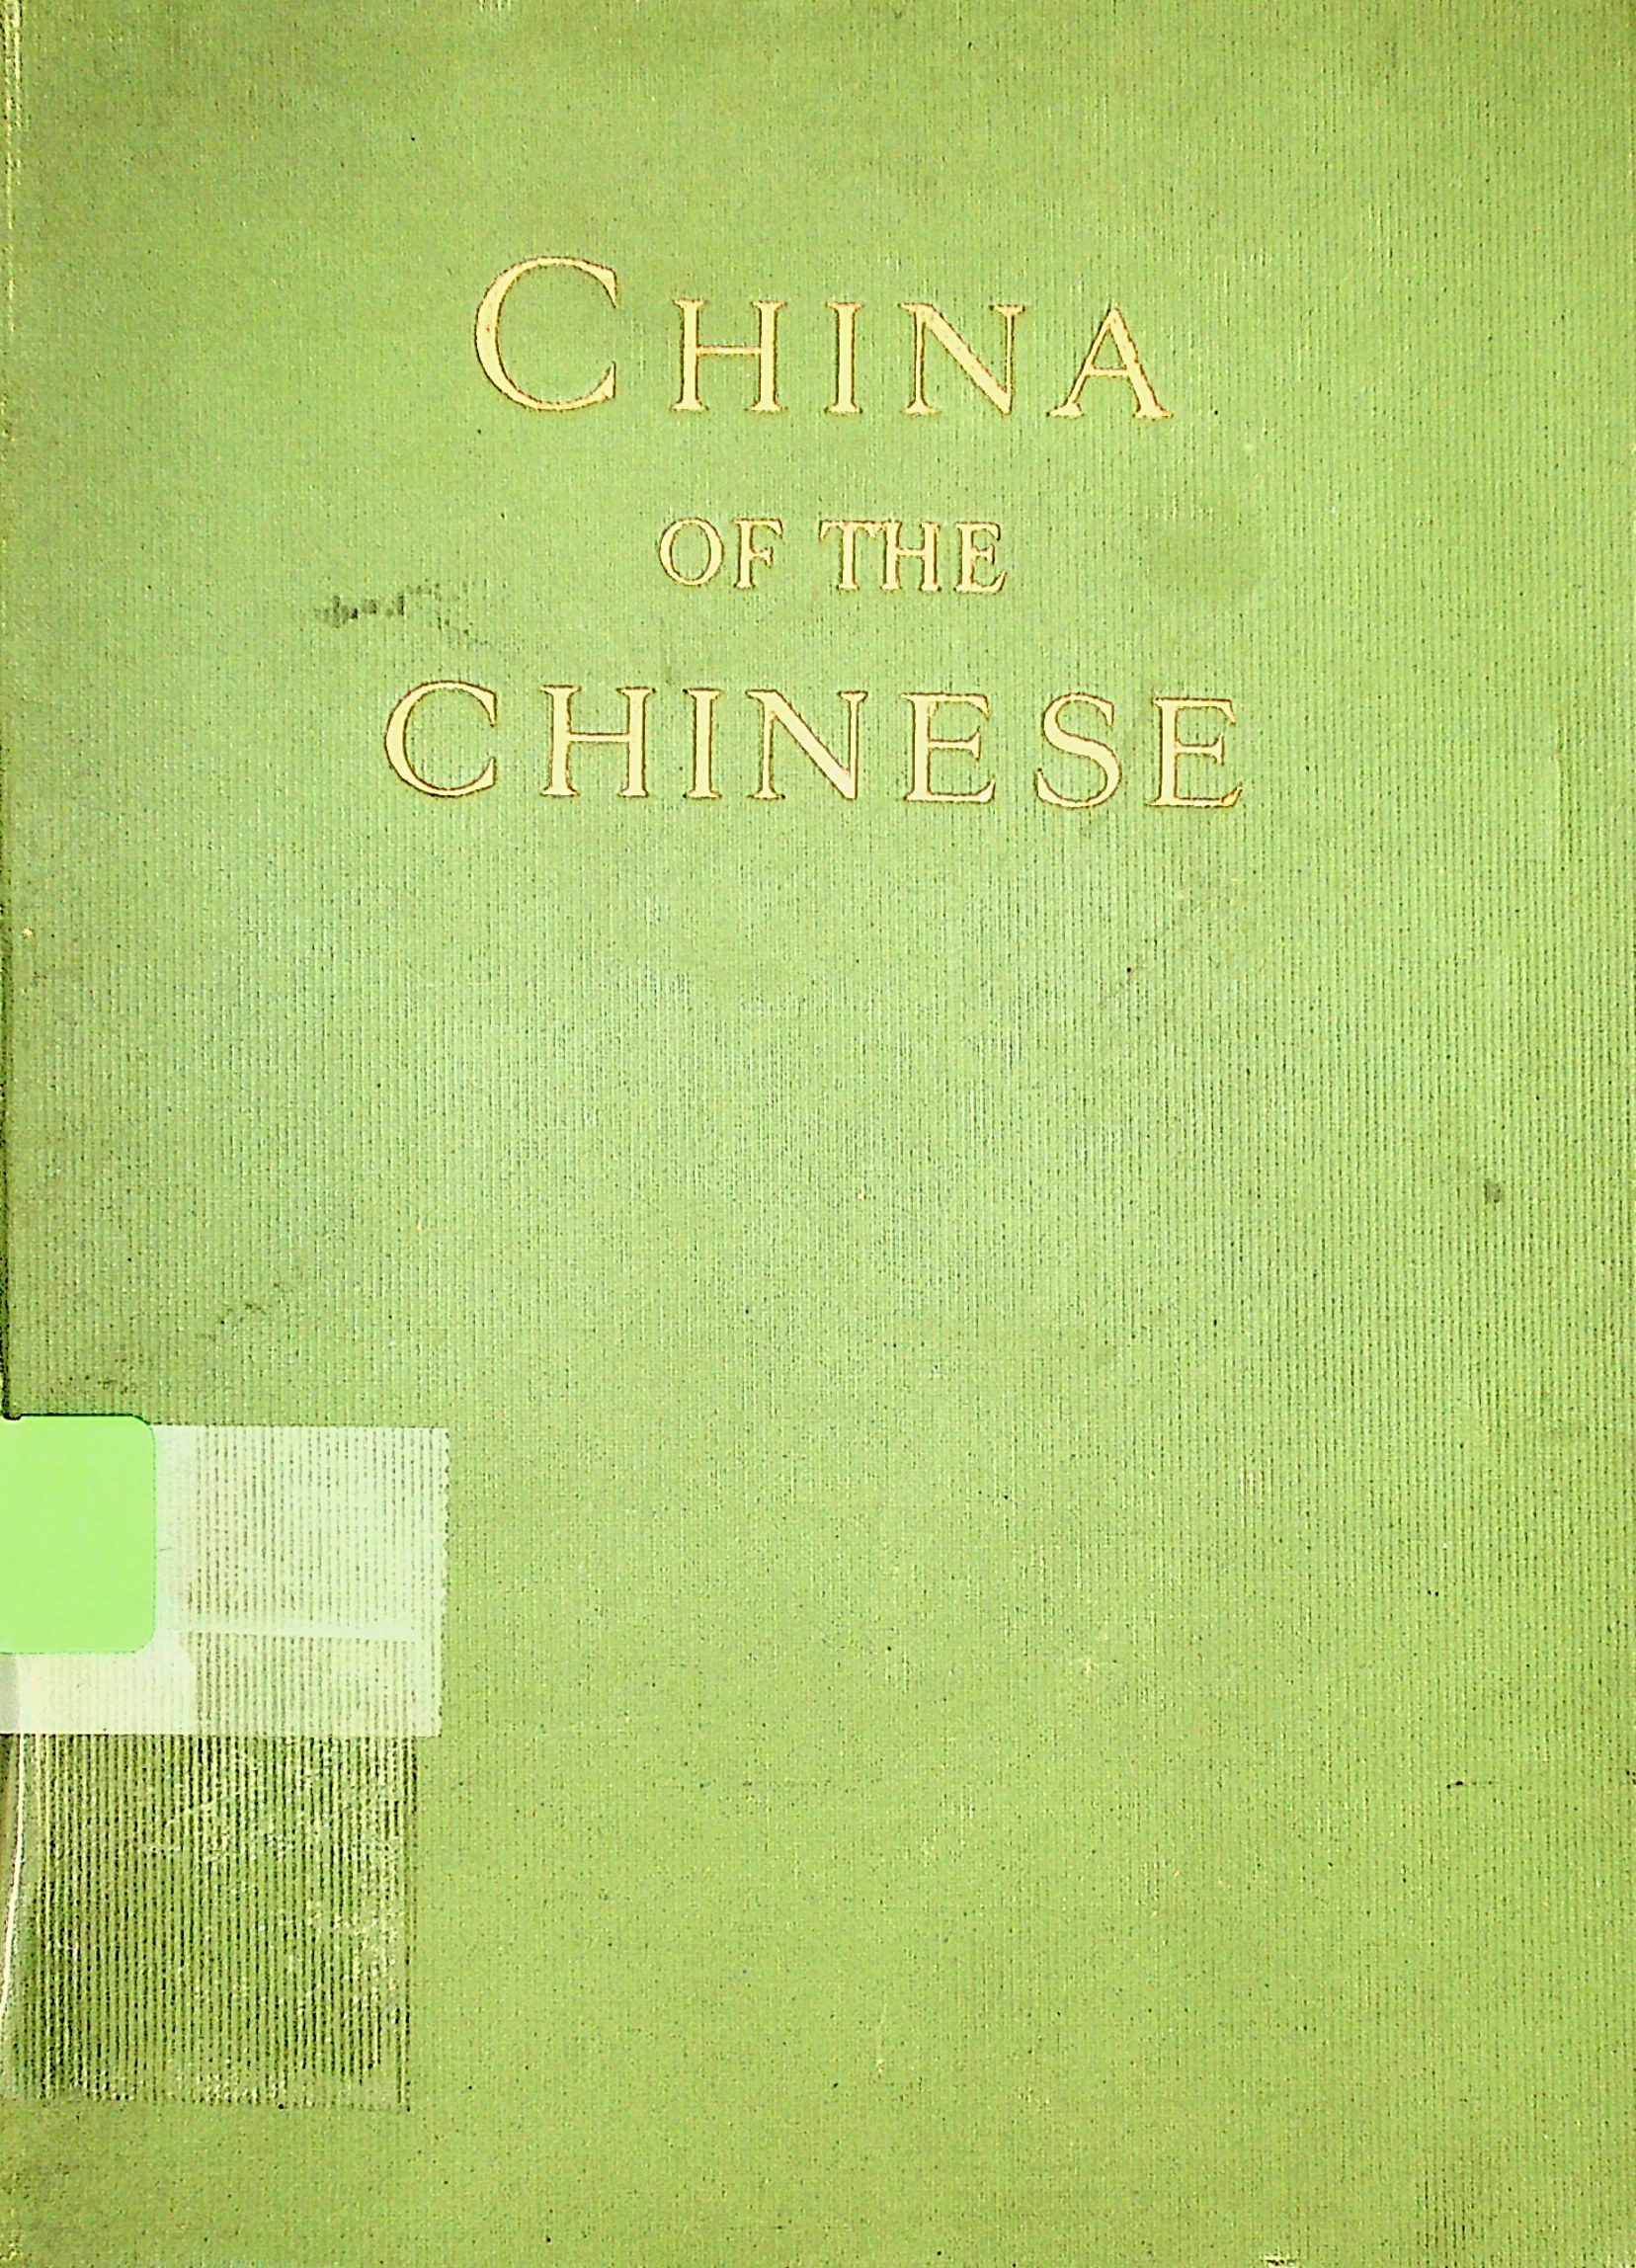 CHINA
OF THE
CHINESE